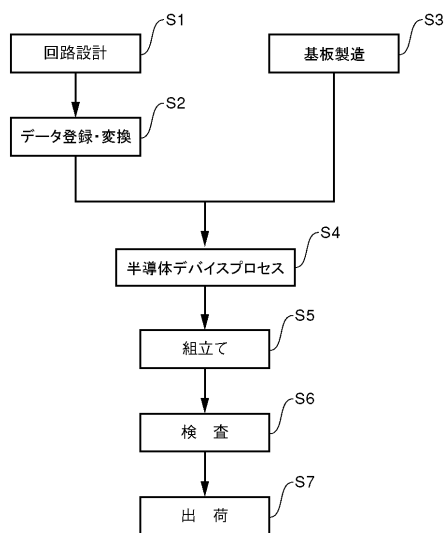 S1
回路設計
S3
基板製造
S2
データ登録・変換
S4
半導体デバイスプロセス
S5
組立て
S6
検　査
S7
出　荷